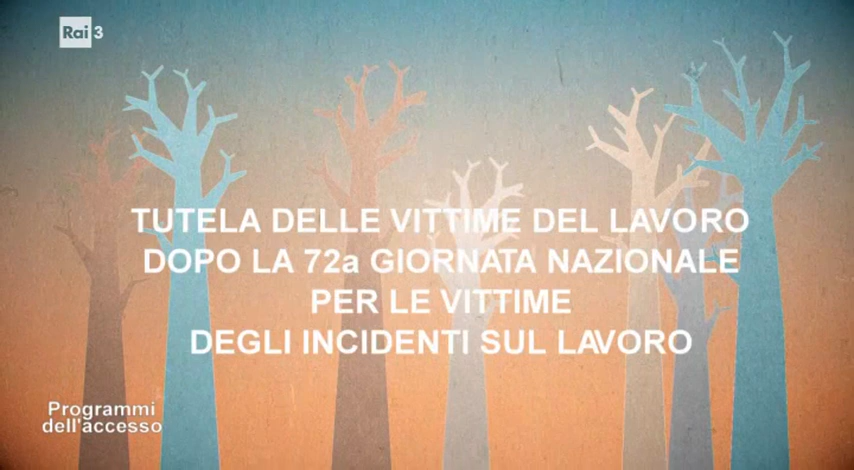 Rai 3
TUTELA DELLE VITTIME DEL LAVORO
DOPO LA 72a GIORNATA NAZIONALE
PER LE VITTIME
DEGLI INCIDENTI SUL LAVORO
Programmi
dell'accesso